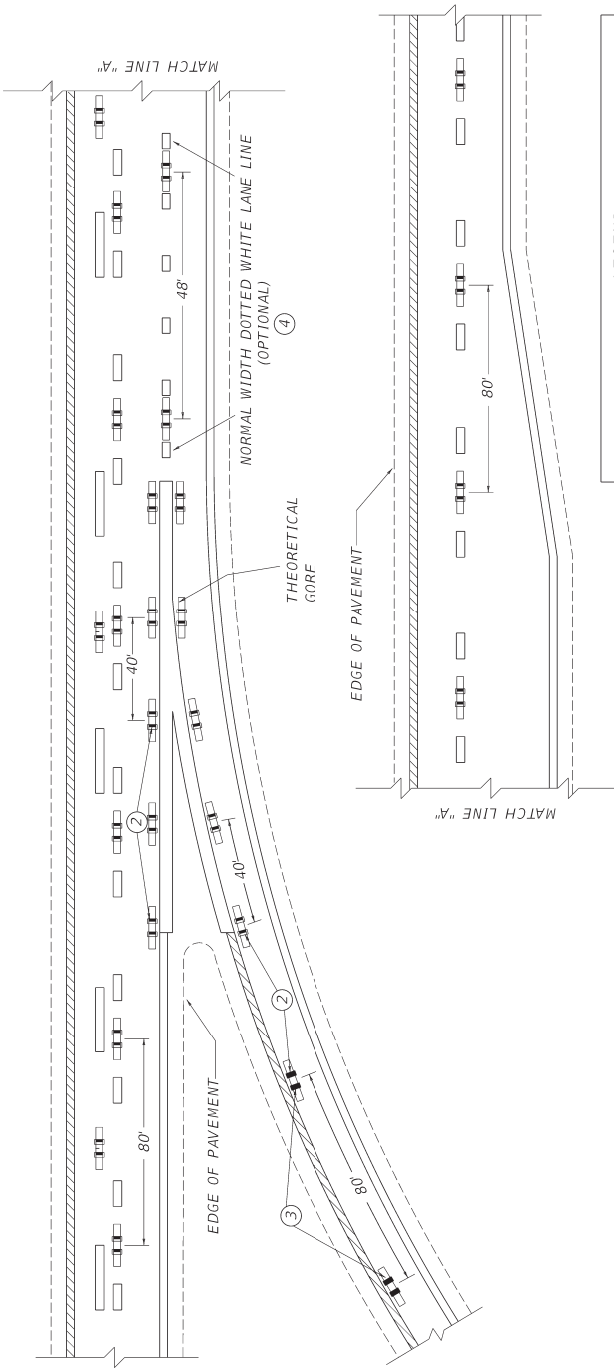 MATCH LINE "A"
48'
NORMAL WIDTH DOTTED WHITE LANE LINE
(OPTIONAL)
4
THEORETICAL
GORE
40'
2
40'
2
80'
EDGE OF PAVEMENT
3
80'
EDGE OF PAVEMENT
80'
MATCH LINE "A"